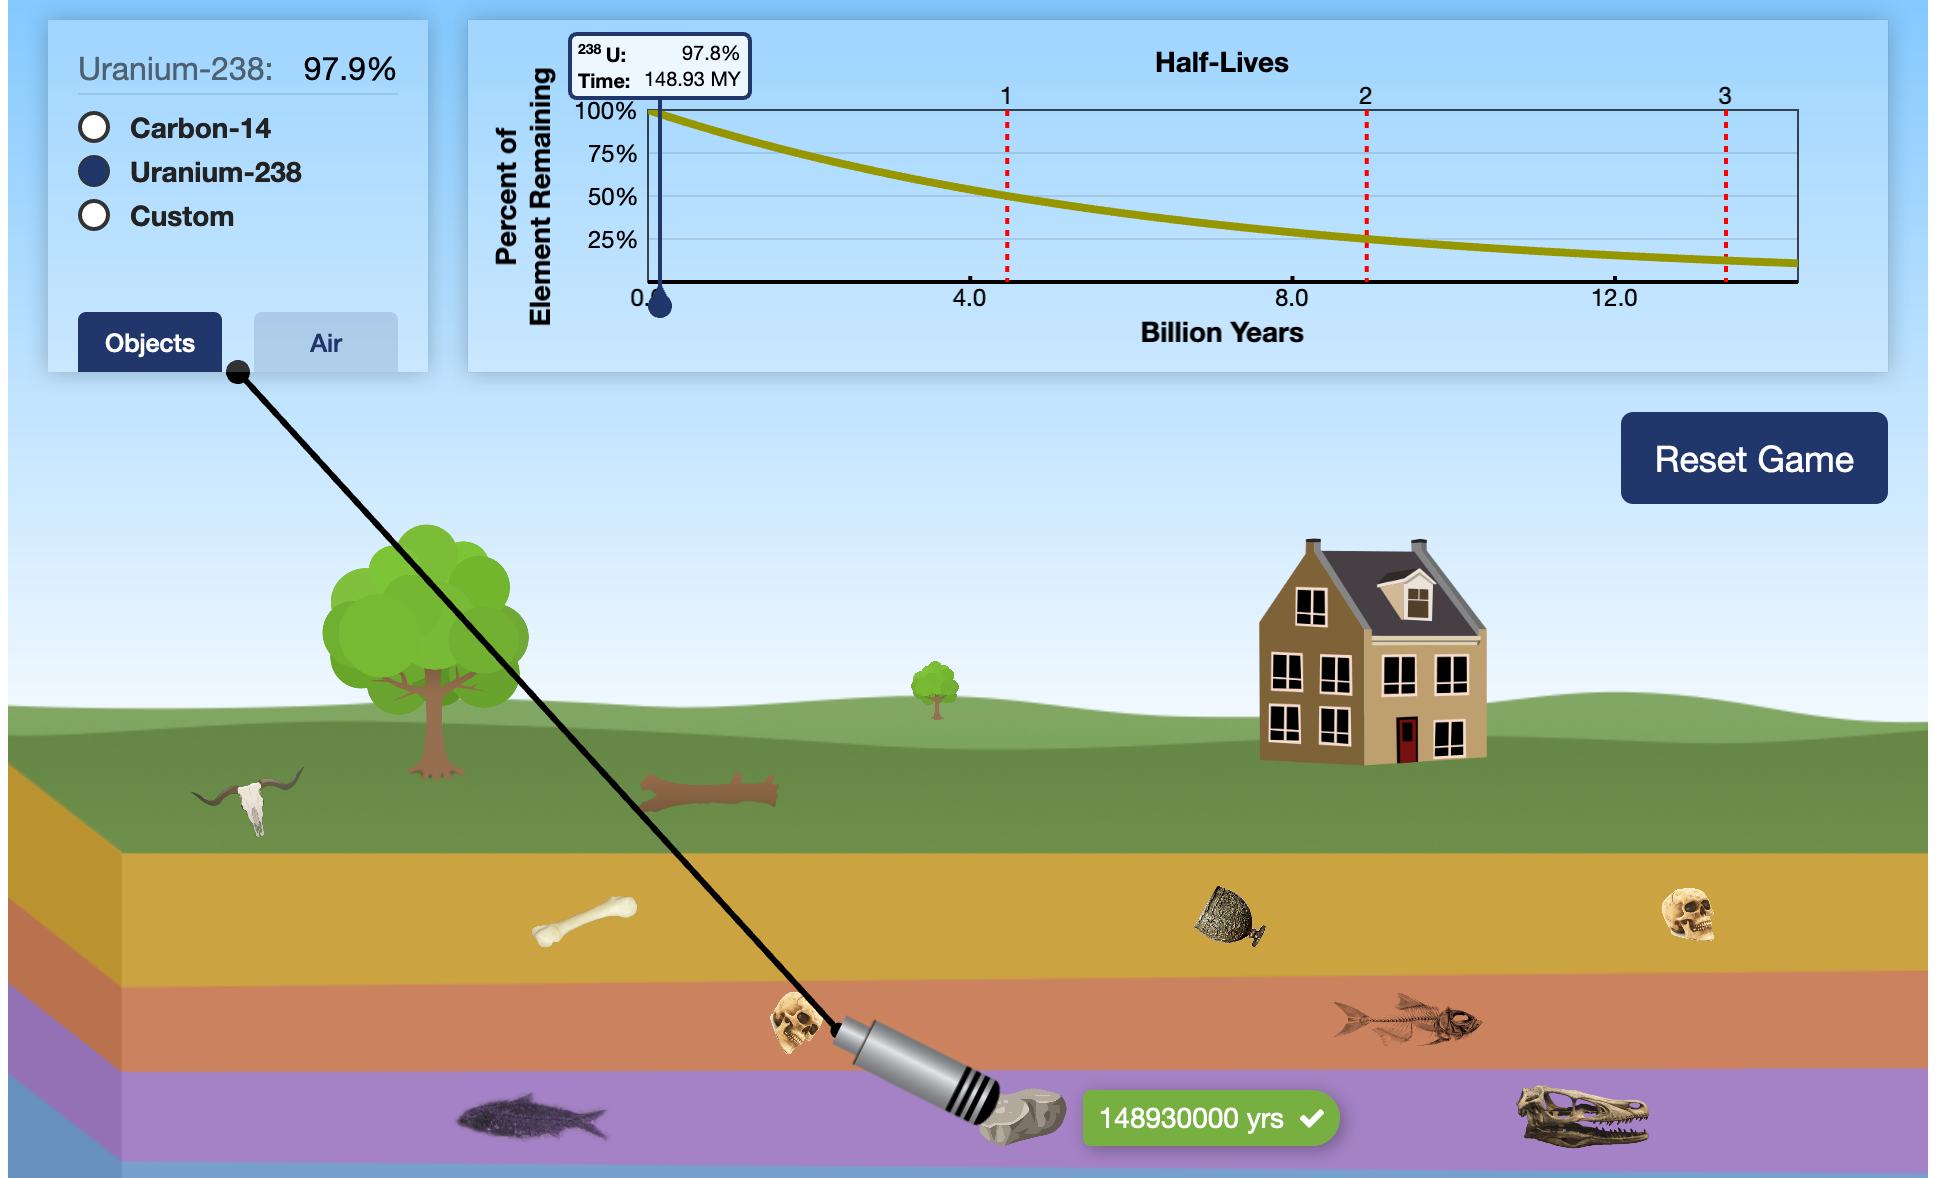 Uranium-238: 97.9%
Carbon-14
Uranium-238
Custom
Objects
Air
238 U: 97.8%
Time: 148.93 MY
Half-Lives
1 2 3
Percent of
Element Remaining
100%
75%
50%
25%
4.0 8.0 12.0
Billion Years
Reset Game
148930000 yrs